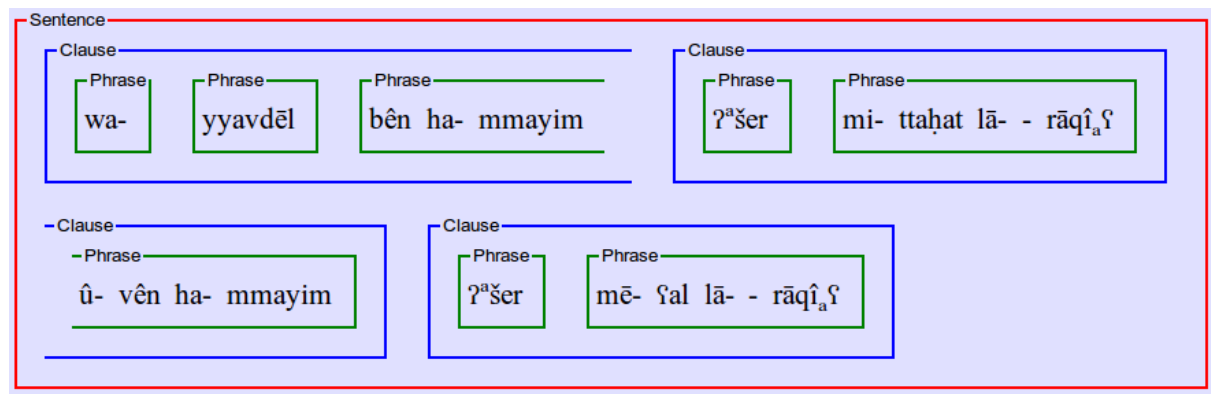 Sentence
Clause Clause
Phrase Phrase Phrase Phrase Phrase
wa- yyavdēl bên ha- mmayim ʔᵃšer mi- ttaḥat lā- - rāqîₐʕ
Clause Clause
Phrase Phrase Phrase
û- vên ha- mmayim ʔᵃšer mē- ʕal lā- - rāqîₐʕ